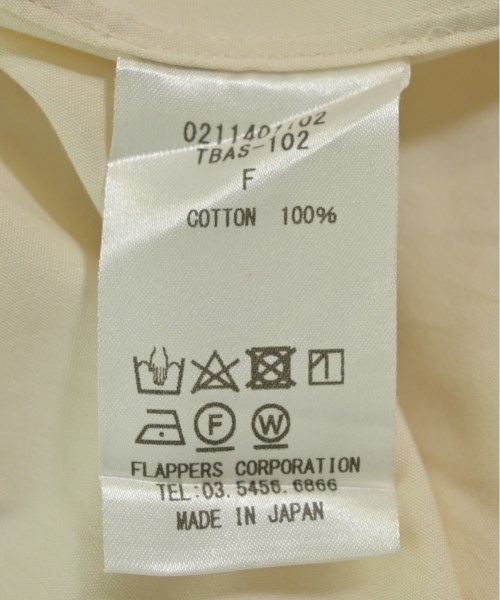 TBAS-102
F
COTTON 100%
F W
FLAPPERS CORPORATION
TEL:03.5456.6866
MADE IN JAPAN